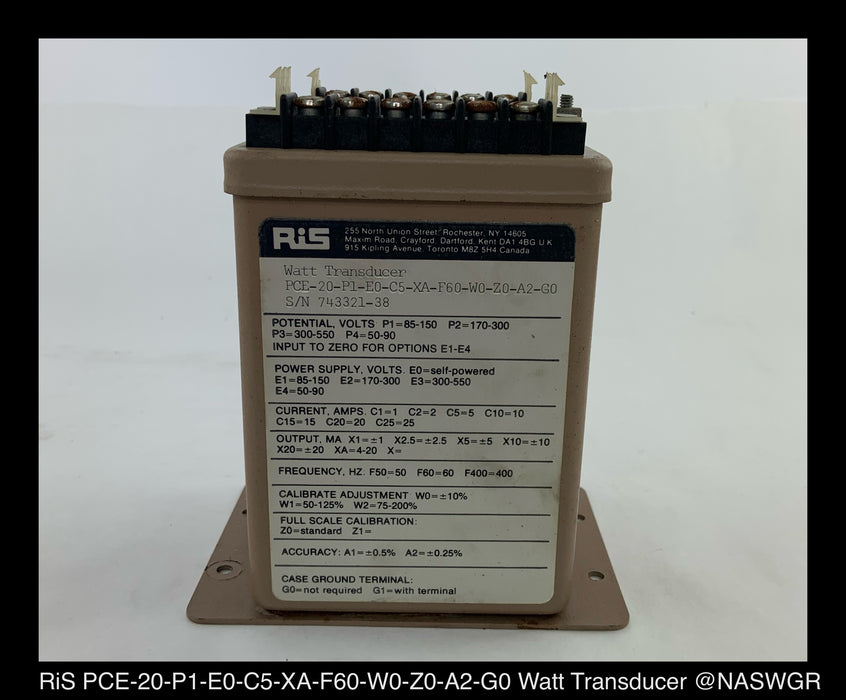 RiS
255 North Union Street, Rochester, NY 14605
Maxim Road, Crayford, Dartford, Kent DA1 4BG U K
915 Kipling Avenue, Toronto M8Z 5H4 Canada
Watt Transducer
PCE-20-P1-E0-C5-XA-F60-W0-Z0-A2-G0
S/N 743321-38
POTENTIAL, VOLTS P1=85-150 P2=170-300
P3=300-550 P4=50-90
INPUT TO ZERO FOR OPTIONS E1-E4
POWER SUPPLY, VOLTS. E0=self-powered
E1=85-150 E2=170-300 E3=300-550
E4=50-90
CURRENT, AMPS. C1=1 C2=2 C5=5 C10=10
C15=15 C20=20 C25=25
OUTPUT, MA X1=±1 X2.5=±2.5 X5=±5 X10=±10
X20=±20 XA=4-20 X=
FREQUENCY, HZ. F50=50 F60=60 F400=400
CALIBRATE ADJUSTMENT W0=±10%
W1=50-125% W2=75-200%
FULL SCALE CALIBRATION:
Z0=standard Z1=
ACCURACY: A1=±0.5% A2=±0.25%
CASE GROUND TERMINAL:
G0=not required G1=with terminal
RiS PCE-20-P1-E0-C5-XA-F60-W0-Z0-A2-G0 Watt Transducer @NASWGR